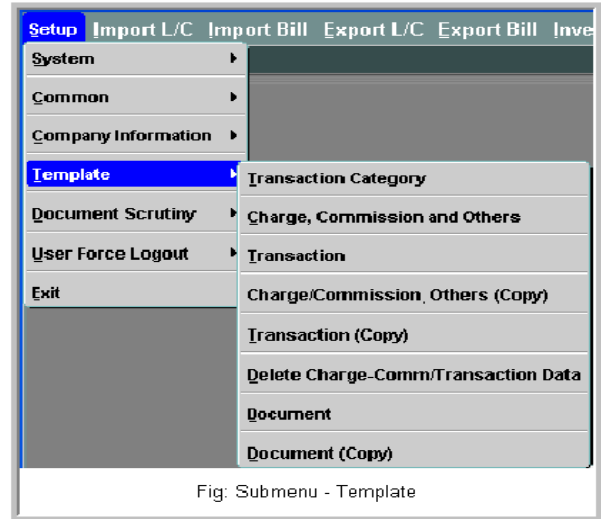 Setup Import L/C Import Bill Export L/C Export Bill Inve
System
Common
Company Information
Template
Document Scrutiny
User Force Logout
Exit
Transaction Category
Charge, Commission and Others
Transaction
Charge/Commission, Others (Copy)
Transaction (Copy)
Delete Charge-Comm/Transaction Data
Document
Document (Copy)
Fig: Submenu - Template